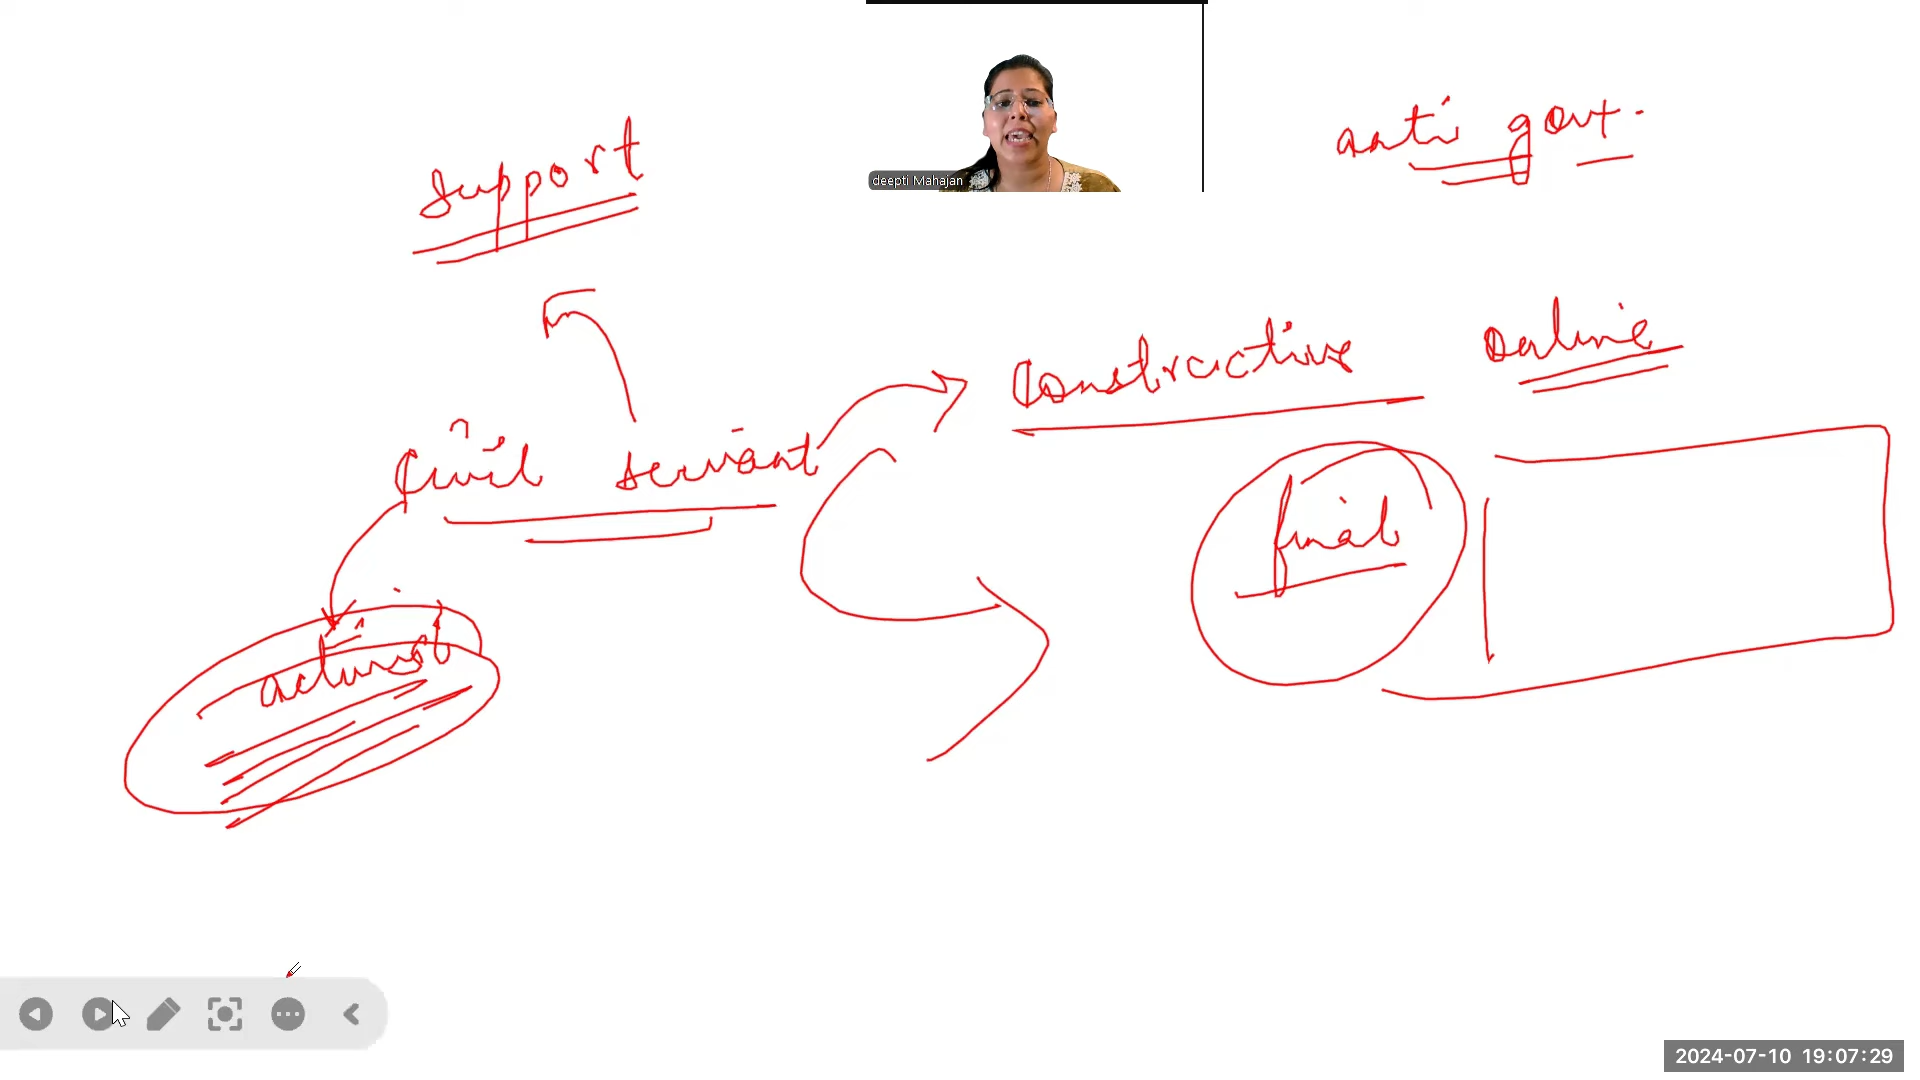 support
anti govt.
deepti Mahajan
constructive
online
civil servant
final
activist
2024-07-10 19:07:29